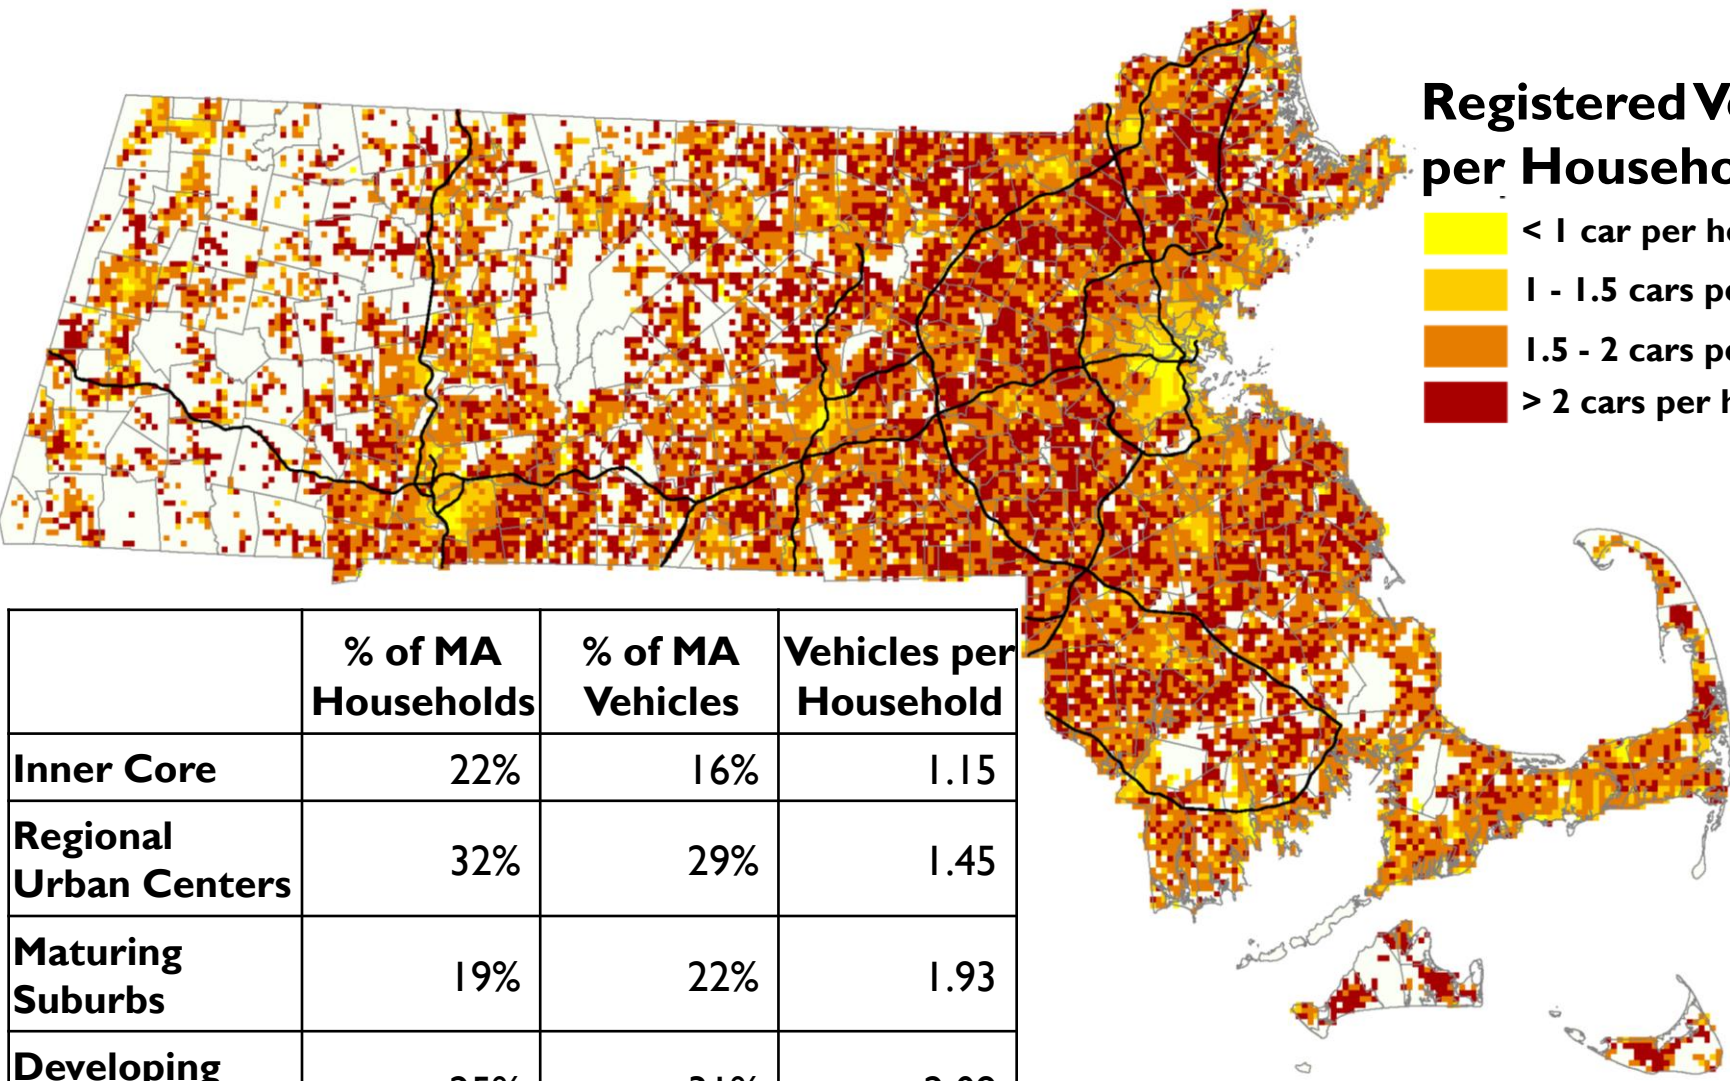 Registered
per
< 1 car per
1 - 1.5 cars
1.5 - 2 cars
> 2 cars per
% of MA Households
% of MA Vehicles
Vehicles per Household
Inner Core 22% 16% 1.15
Regional Urban Centers 32% 29% 1.45
Maturing Suburbs 19% 22% 1.93
Developing